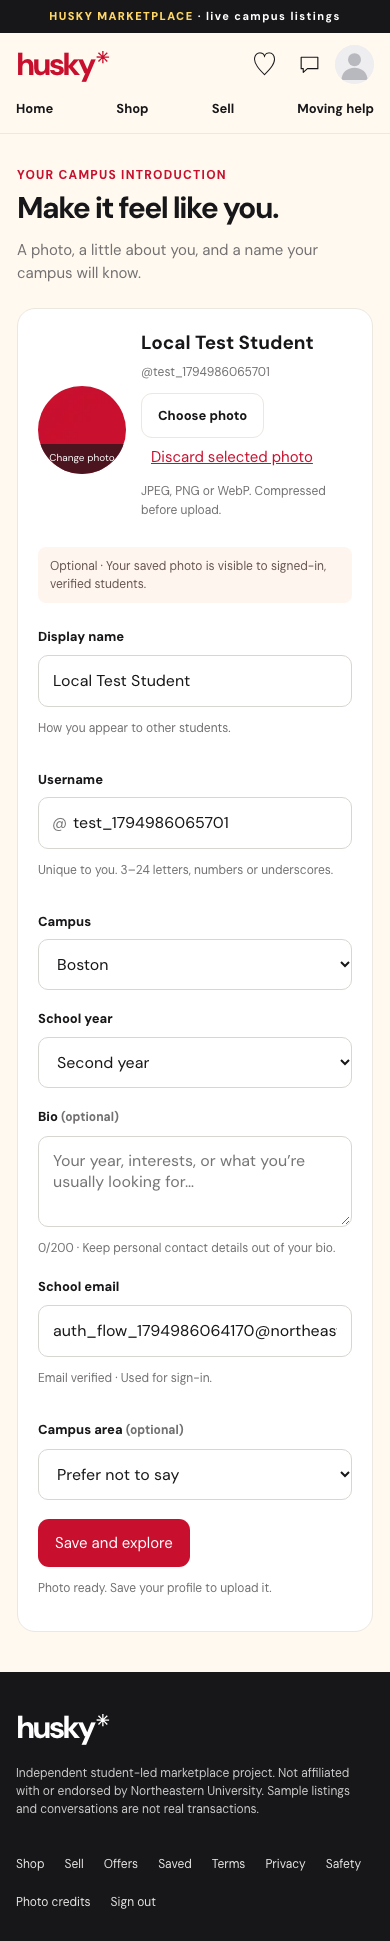 HUSKY MARKETPLACE · live campus listings
husky*
Home Shop Sell Moving help
YOUR CAMPUS INTRODUCTION
Make it feel like you.
A photo, a little about you, and a name your
campus will know.
Local Test Student
@test_1794986065701
Choose photo
Change photo
Discard selected photo
JPEG, PNG or WebP. Compressed
before upload.
Optional · Your saved photo is visible to signed-in,
verified students.
Display name
Local Test Student
How you appear to other students.
Username
@ test_1794986065701
Unique to you. 3–24 letters, numbers or underscores.
Campus
Boston
School year
Second year
Bio (optional)
Your year, interests, or what you’re
usually looking for…
0/200 · Keep personal contact details out of your bio.
School email
auth_flow_1794986064170@northeas
Email verified · Used for sign-in.
Campus area (optional)
Prefer not to say
Save and explore
Photo ready. Save your profile to upload it.
husky*
Independent student-led marketplace project. Not affiliated
with or endorsed by Northeastern University. Sample listings
and conversations are not real transactions.
Shop Sell Offers Saved Terms Privacy Safety
Photo credits Sign out